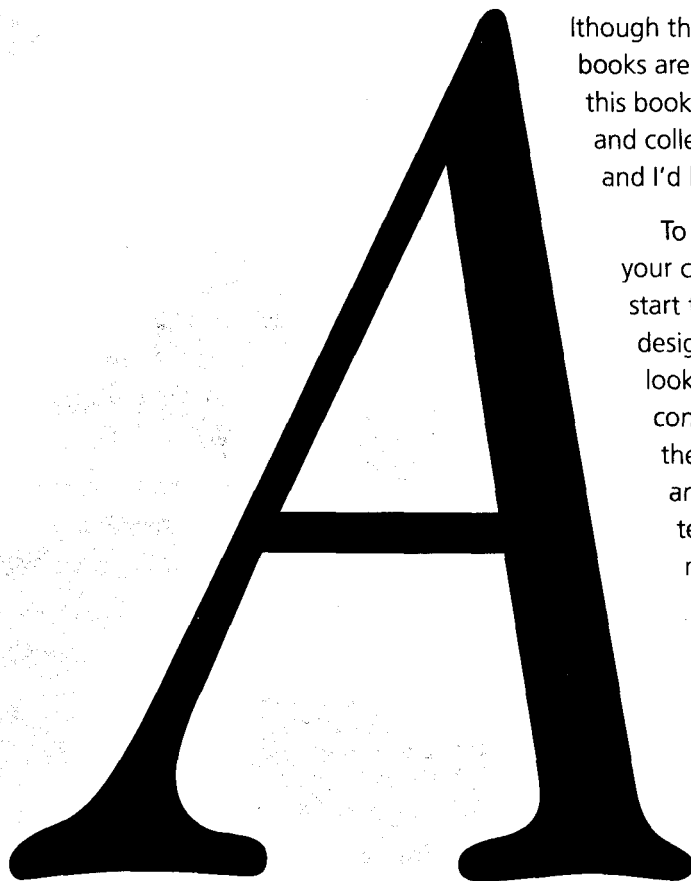 A
lthough th
books are
this book
and colle
and I'd l
To
your c
start t
desig
look
con
the
ar
te
r